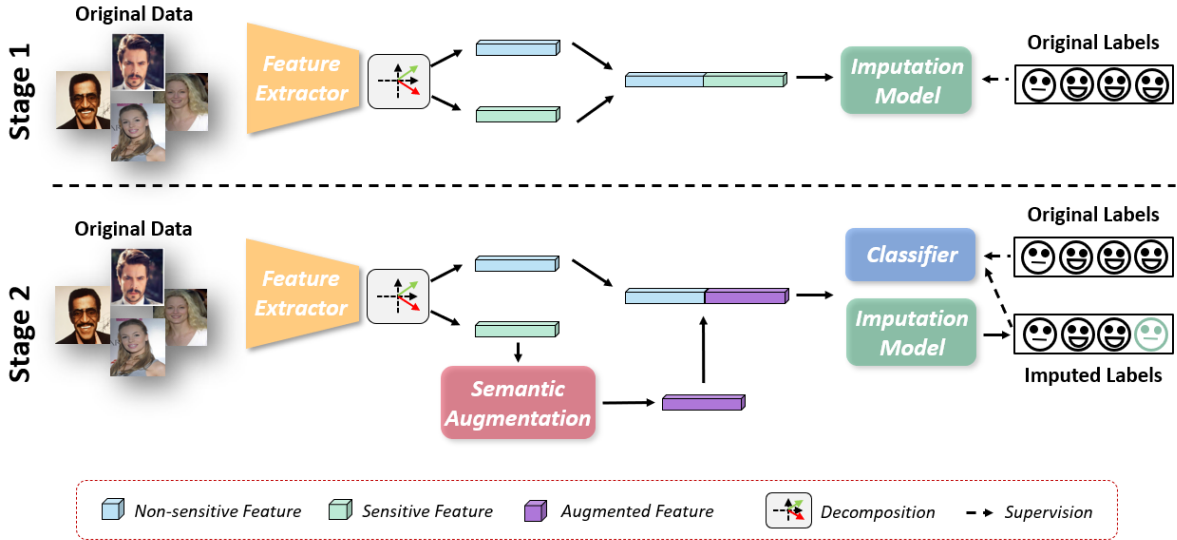 Stage 1
Original Data
Feature
Extractor
Imputation
Model
Original Labels
Stage 2
Original Data
Feature
Extractor
Semantic
Augmentation
Classifier
Imputation
Model
Original Labels
Imputed Labels
Non-sensitive Feature
Sensitive Feature
Augmented Feature
Decomposition
Supervision